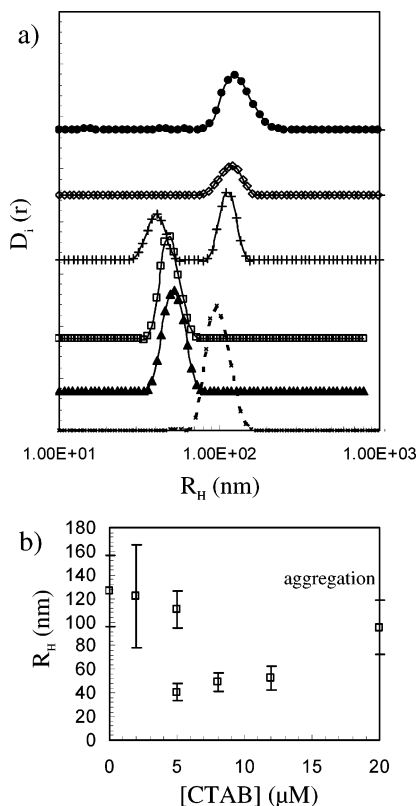 a)
D_i (r)
1.00E+01 1.00E+02 1.00E+03
R_H (nm)
b)
180
160
140
120
100
80
60
40
20
0
R_H (nm)
aggregation
0 5 10 15 20
[CTAB] (μM)